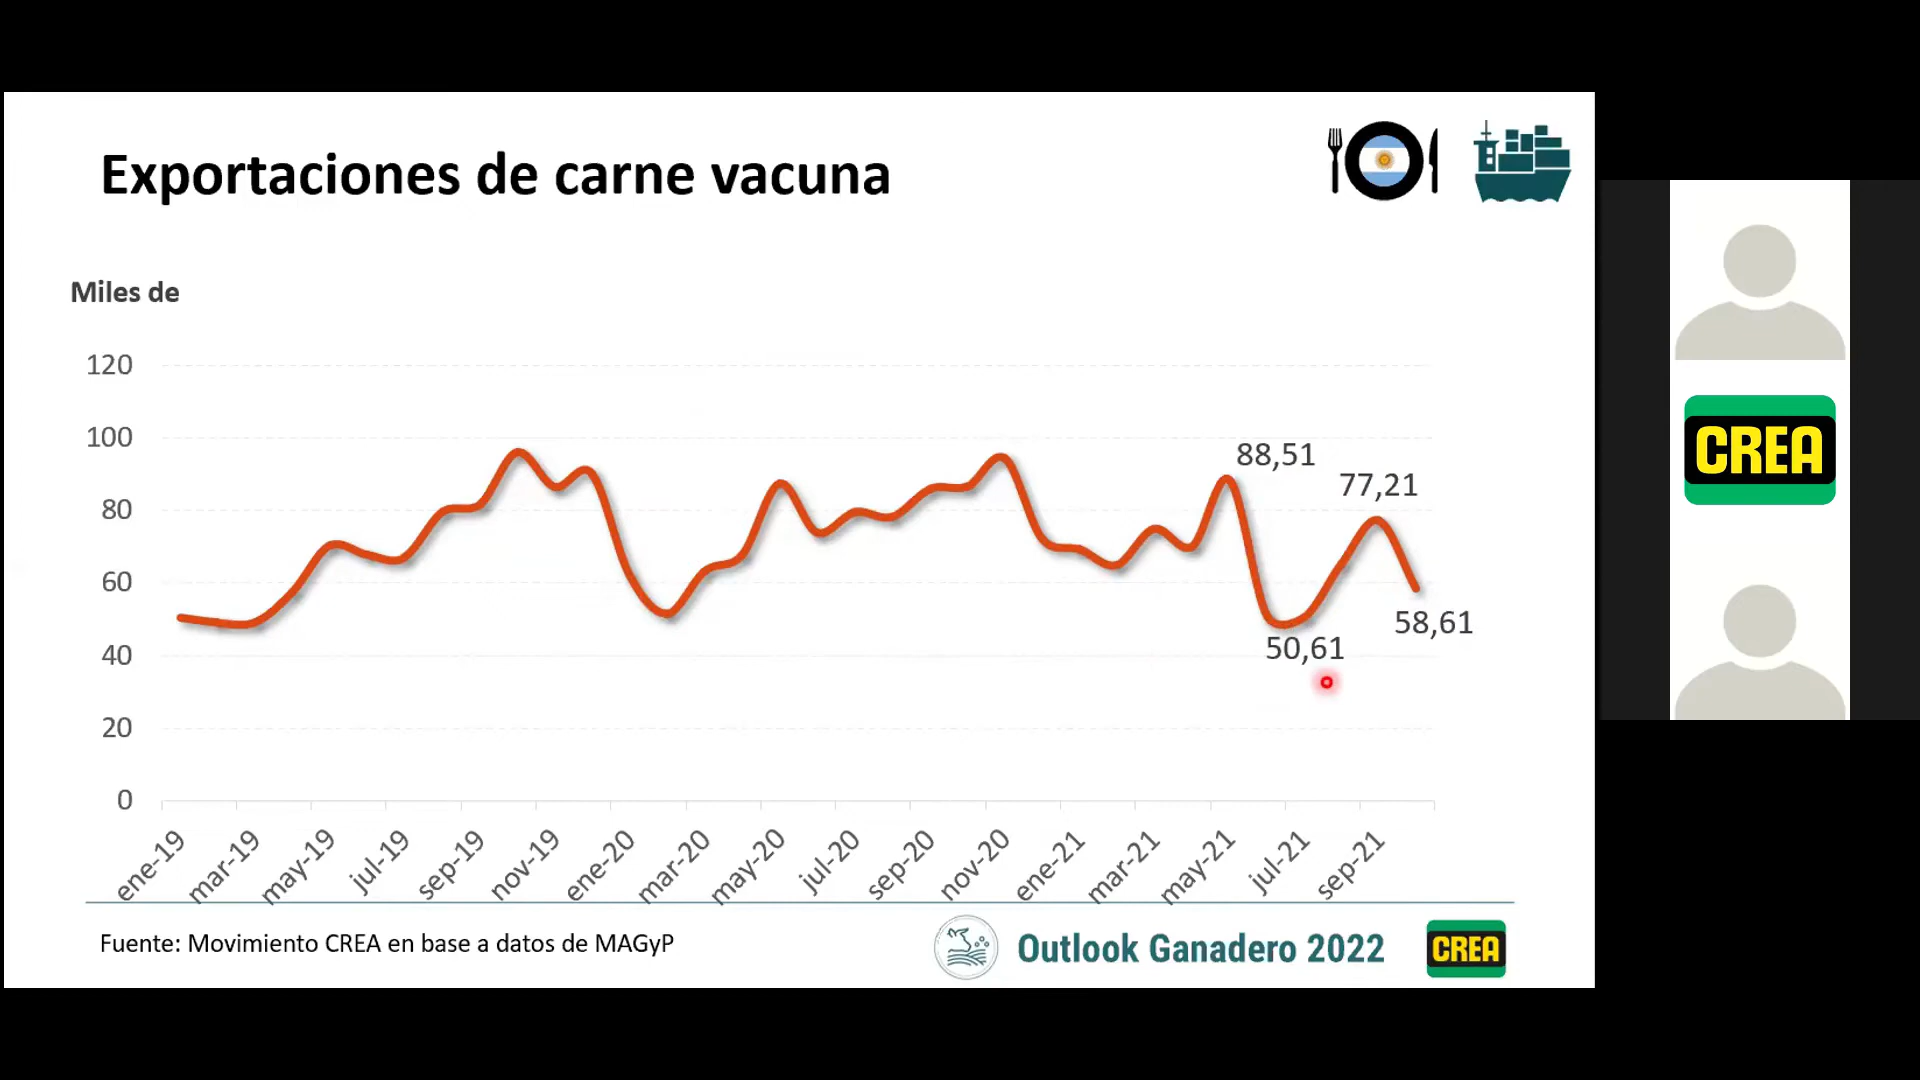 Exportaciones de carne vacuna
Miles de
120
100
80
60
40
20
0
88,51
77,21
58,61
50,61
ene-19
mar-19
may-19
jul-19
sep-19
nov-19
ene-20
mar-20
may-20
jul-20
sep-20
nov-20
ene-21
mar-21
may-21
jul-21
sep-21
Fuente: Movimiento CREA en base a datos de MAGyP
Outlook Ganadero 2022
CREA
CREA